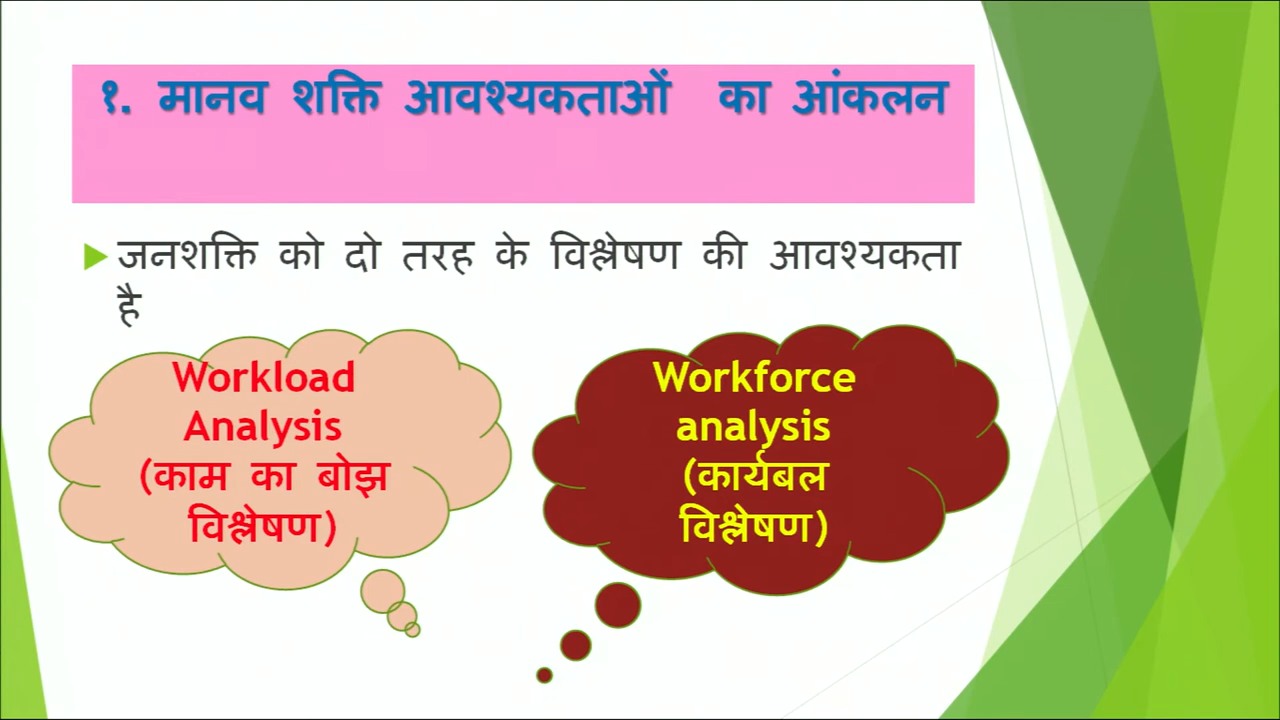 १. मानव शक्ति आवश्यकताओं का आंकलन
जनशक्ति को दो तरह के विश्लेषण की आवश्यकता
है
Workload
Analysis
(काम का बोझ
विश्लेषण)
Workforce
analysis
(कार्यबल
विश्लेषण)